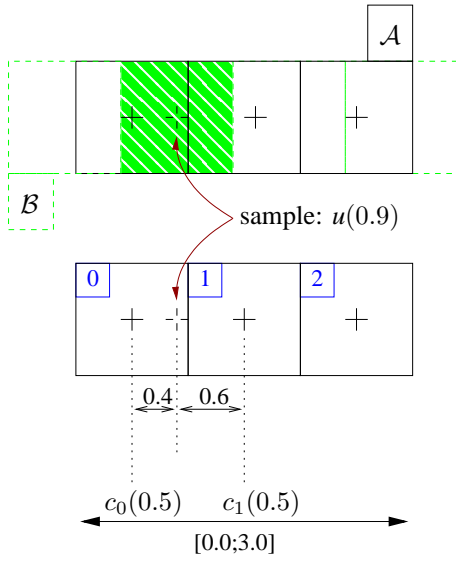 𝒜
ℬ
sample: u(0.9)
0 1 2
0.4 0.6
c₀(0.5) c₁(0.5)
[0.0;3.0]